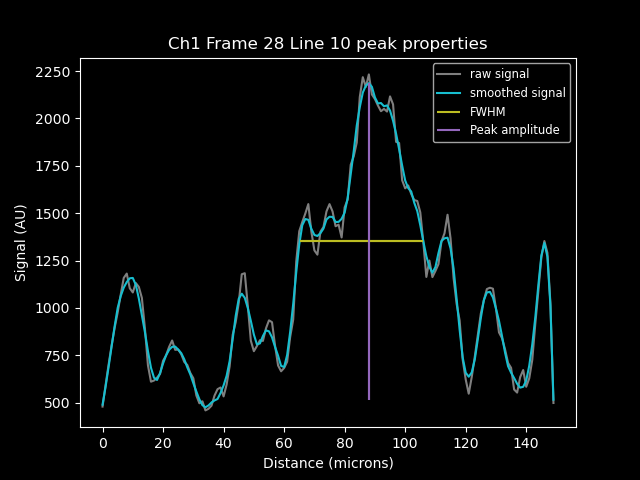 Ch1 Frame 28 Line 10 peak properties
raw signal
smoothed signal
FWHM
Peak amplitude
Signal (AU)
2250
2000
1750
1500
1250
1000
750
500
0 20 40 60 80 100 120 140
Distance (microns)